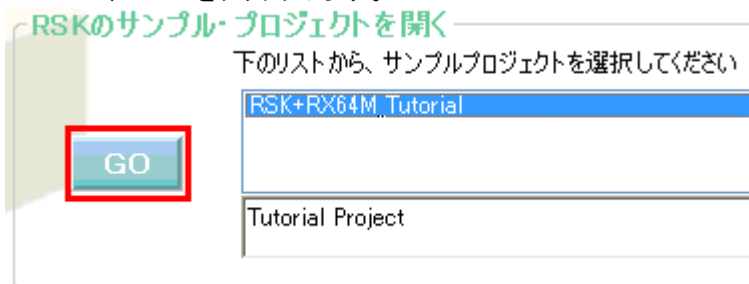 RSKのサンプル・プロジェクトを開く
下のリストから、サンプルプロジェクトを選択してください
RSK+RX64M_Tutorial
GO
Tutorial Project